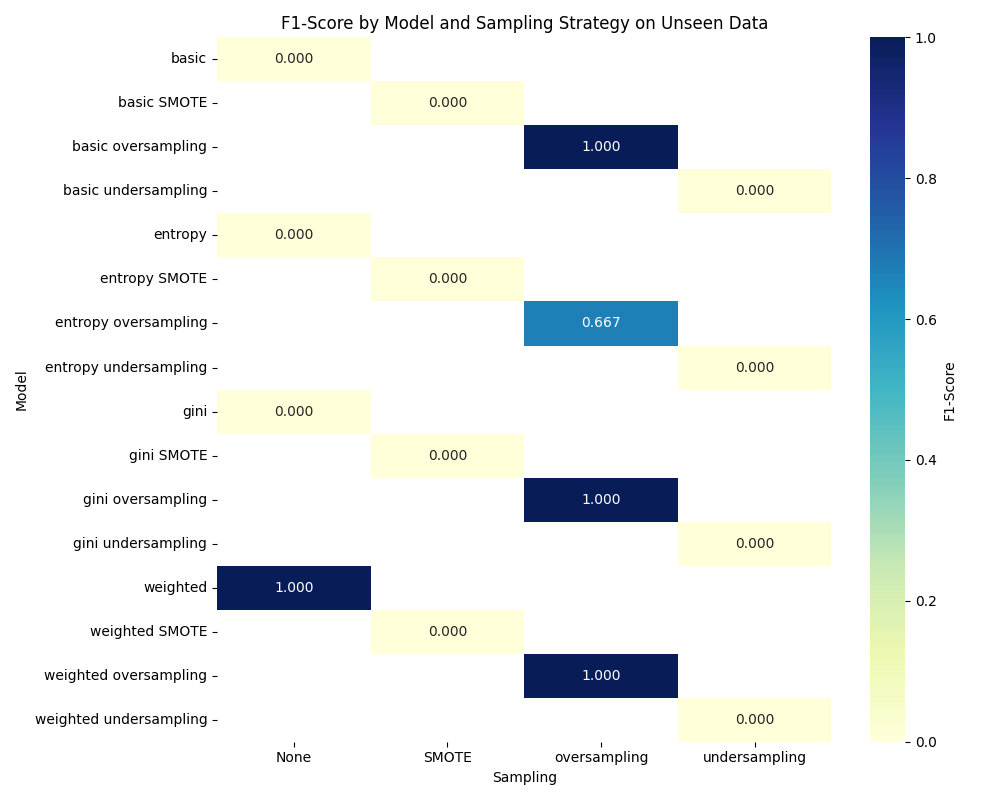 F1-Score by Model and Sampling Strategy on Unseen Data
basic
0.000
basic SMOTE
0.000
basic oversampling
1.000
basic undersampling
0.000
entropy
0.000
entropy SMOTE
0.000
entropy oversampling
0.667
entropy undersampling
0.000
gini
0.000
gini SMOTE
0.000
gini oversampling
1.000
gini undersampling
0.000
weighted
1.000
weighted SMOTE
0.000
weighted oversampling
1.000
weighted undersampling
0.000
Model
None
SMOTE
oversampling
undersampling
Sampling
1.0
0.8
0.6
0.4
0.2
0.0
F1-Score